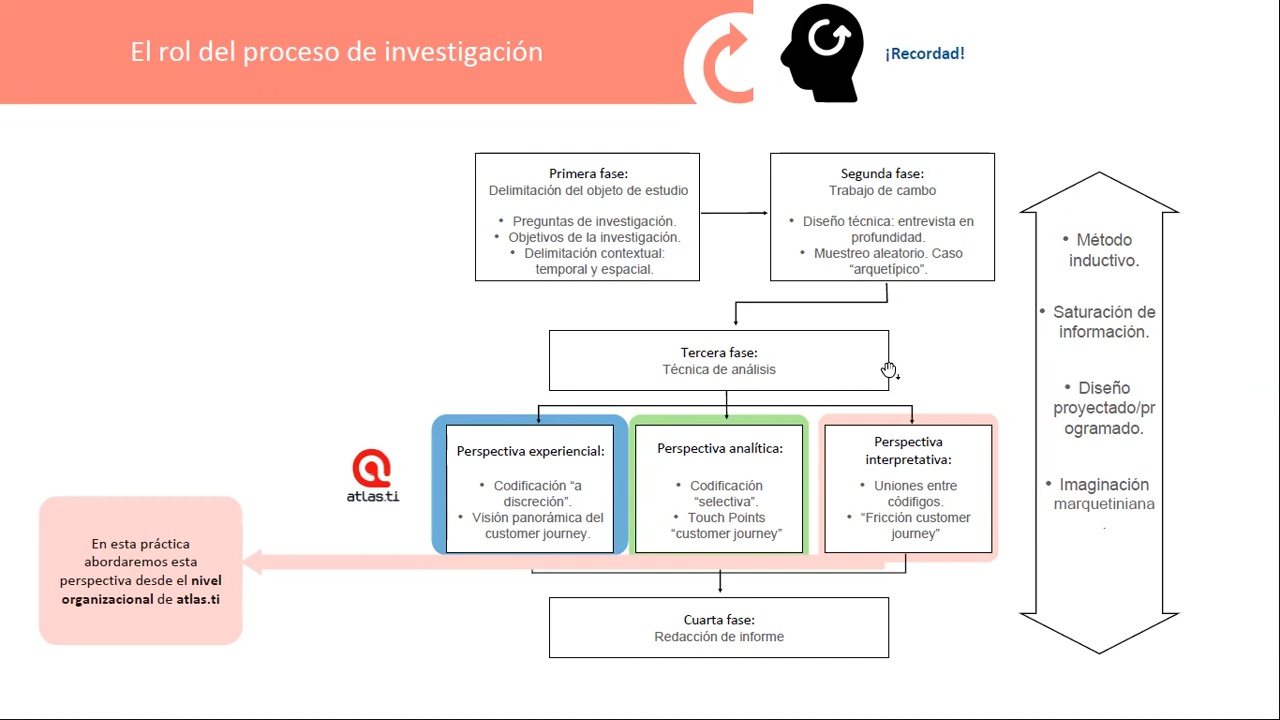 El rol del proceso de investigación
¡Recordad!
Primera fase:
Delimitación del objeto de estudio
• Preguntas de investigación.
• Objetivos de la investigación.
• Delimitación contextual:
temporal y espacial.
Segunda fase:
Trabajo de cambo
• Diseño técnica: entrevista en
profundidad.
• Muestreo aleatorio. Caso
“arquetípico”.
Tercera fase:
Técnica de análisis
Perspectiva experiencial:
• Codificación “a
discreción”.
• Visión panorámica del
customer journey.
Perspectiva analítica:
• Codificación
“selectiva”.
• Touch Points
“customer journey”
Perspectiva
interpretativa:
• Uniones entre
códifigos.
• “Fricción customer
journey”
atlas.ti
En esta práctica
abordaremos esta
perspectiva desde el nivel
organizacional de atlas.ti
Cuarta fase:
Redacción de informe
• Método
inductivo.
• Saturación de
información.
• Diseño
proyectado/pr
ogramado.
• Imaginación
marquetiniana
.